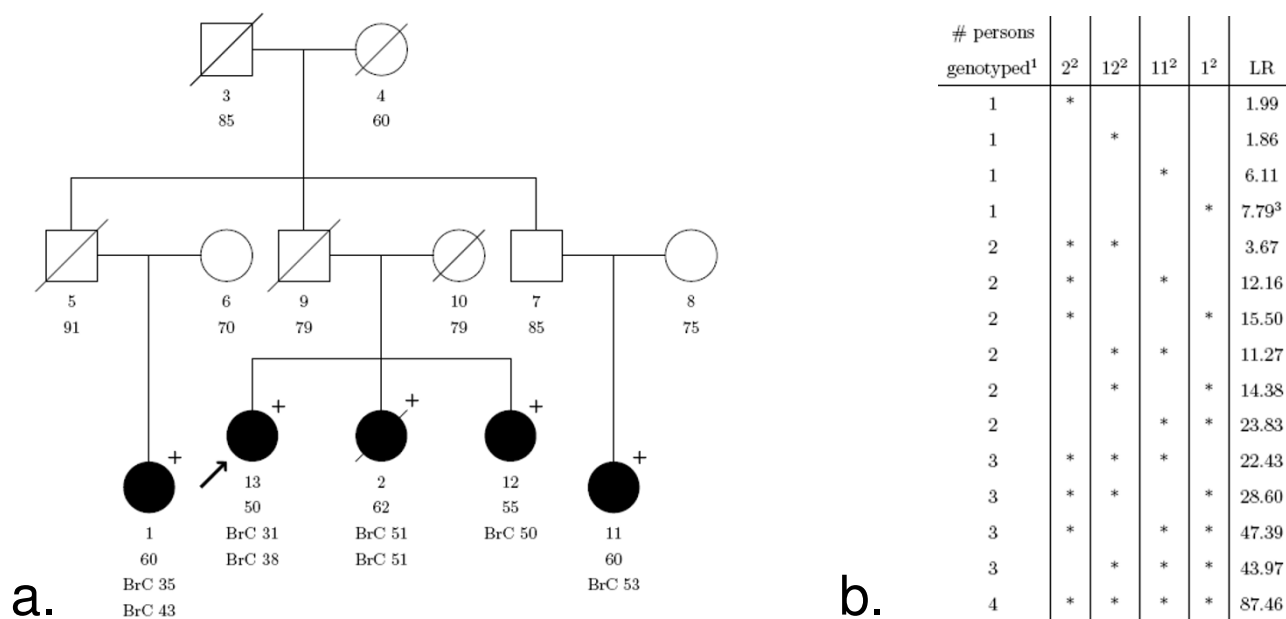 3 4
85 60
5 6 9 10 7 8
91 70 79 79 85 75
+ + + + +
13 2 12
50 62 55
BrC 31 BrC 51 BrC 50
BrC 38 BrC 51
1 11
60 60
BrC 35 BrC 53
BrC 43
a.
# persons
genotyped¹ 2² 12² 11² 1² LR
1 * 1.99
1 * 1.86
1 * 6.11
1 * 7.79³
2 * * 3.67
2 * * 12.16
2 * * 15.50
2 * * 11.27
2 * * 14.38
2 * * 23.83
3 * * * 22.43
3 * * * 28.60
3 * * * 47.39
3 * * * 43.97
4 * * * * 87.46
b.